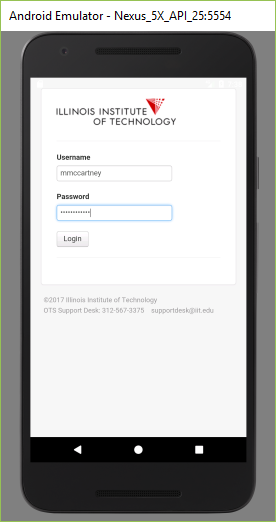 Android Emulator - Nexus_5X_API_25:5554
ILLINOIS INSTITUTE
OF TECHNOLOGY
Username
mmccartney
Password
••••••••••••
Login
©2017 Illinois Institute of Technology
OTS Support Desk: 312-567-3375 supportdesk@iit.edu